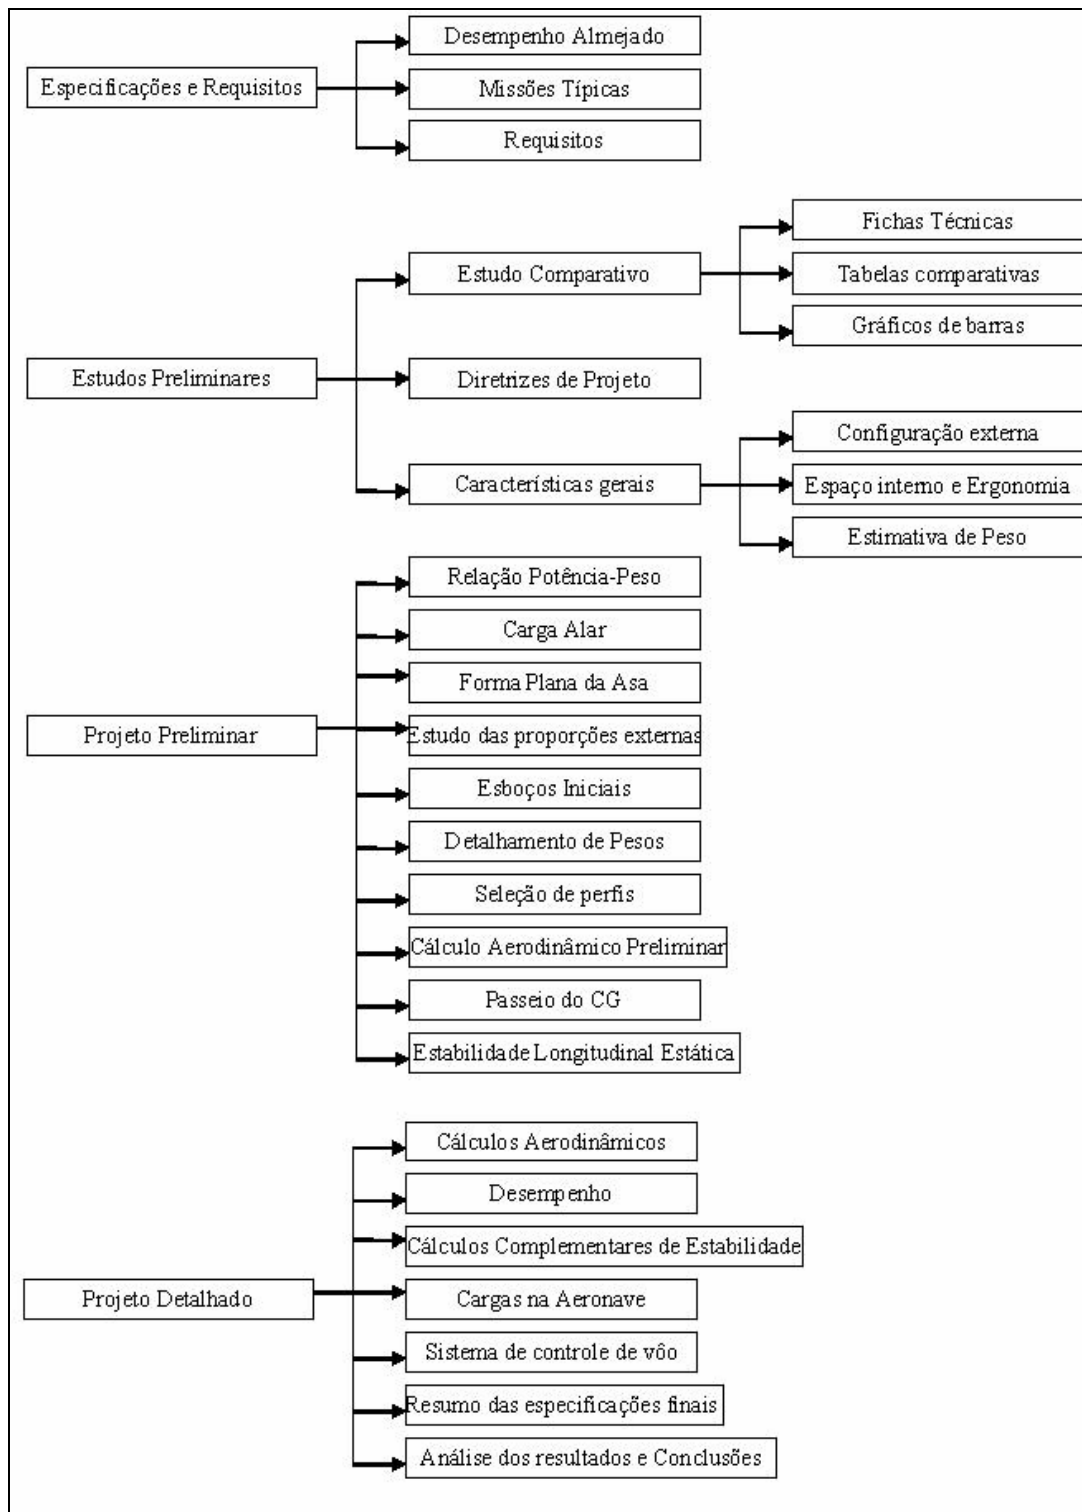 Especificações e Requisitos
Desempenho Almejado
Missões Típicas
Requisitos
Estudos Preliminares
Estudo Comparativo
Fichas Técnicas
Tabelas comparativas
Gráficos de barras
Diretrizes de Projeto
Características gerais
Configuração externa
Espaço interno e Ergonomia
Estimativa de Peso
Projeto Preliminar
Relação Potência-Peso
Carga Alar
Forma Plana da Asa
Estudo das proporções externas
Esboços Iniciais
Detalhamento de Pesos
Seleção de perfis
Cálculo Aerodinâmico Preliminar
Passeio do CG
Estabilidade Longitudinal Estática
Projeto Detalhado
Cálculos Aerodinâmicos
Desempenho
Cálculos Complementares de Estabilidade
Cargas na Aeronave
Sistema de controle de vôo
Resumo das especificações finais
Análise dos resultados e Conclusões